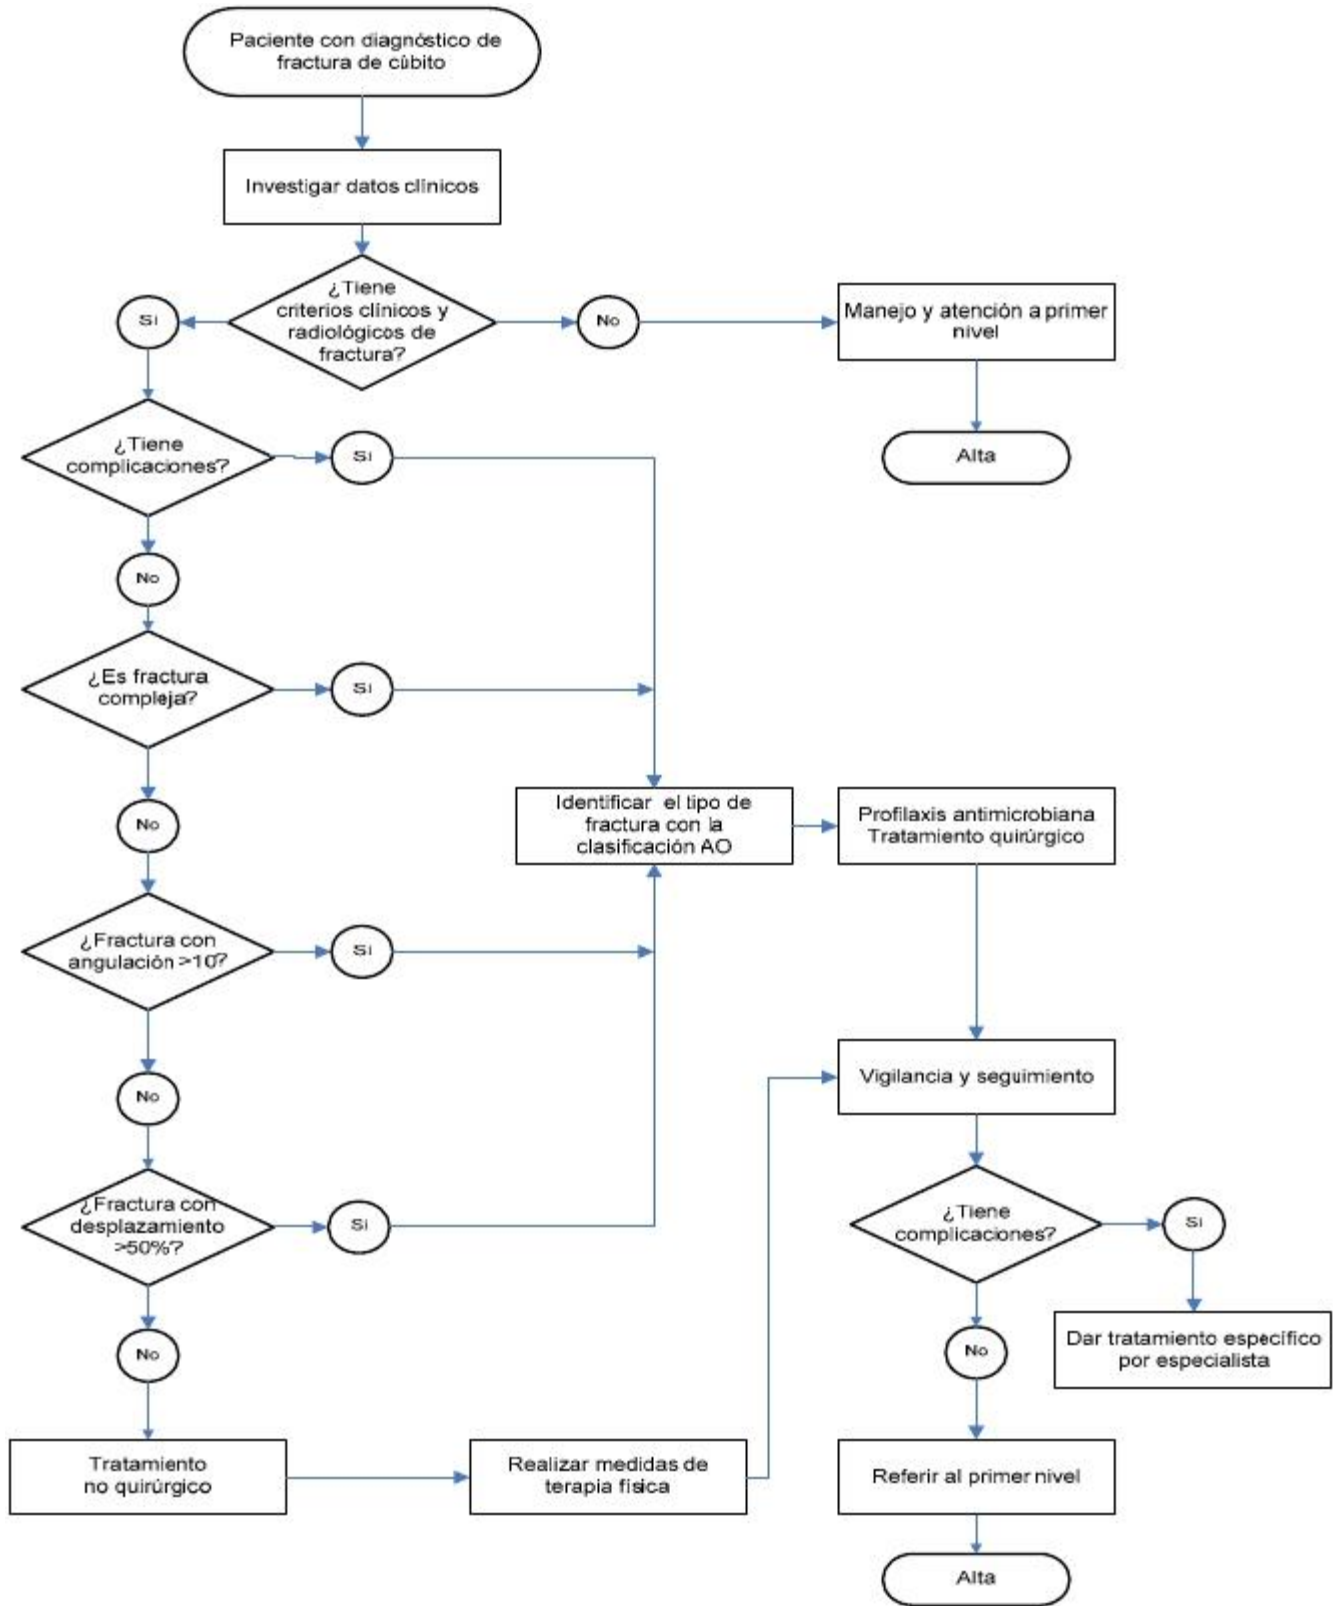 Paciente con diagnóstico de
fractura de cúbito
Investigar datos clínicos
¿Tiene
criterios clínicos y
radiológicos de
fractura?
Si
No
Manejo y atención a primer
nivel
Alta
¿Tiene
complicaciones?
Si
No
¿Es fractura
compleja?
Si
No
Identificar el tipo de
fractura con la
clasificación AO
Profilaxis antimicrobiana
Tratamiento quirúrgico
¿Fractura con
angulación >10?
Si
No
Vigilancia y seguimiento
¿Fractura con
desplazamiento
>50%?
Si
No
¿Tiene
complicaciones?
Si
No
Dar tratamiento específico
por especialista
Tratamiento
no quirúrgico
Realizar medidas de
terapia física
Referir al primer nivel
Alta